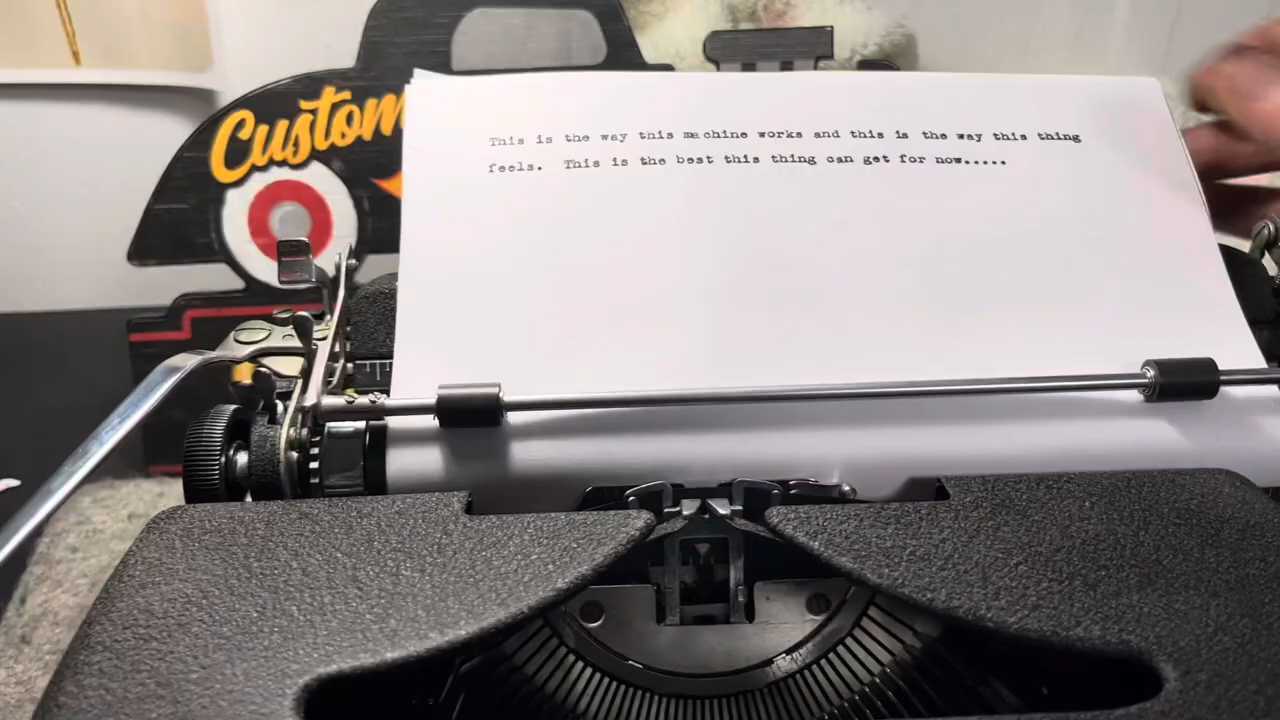 Custom
This is the way this machine works and this is the way this thing
feels.  This is the best this thing can get for now.....